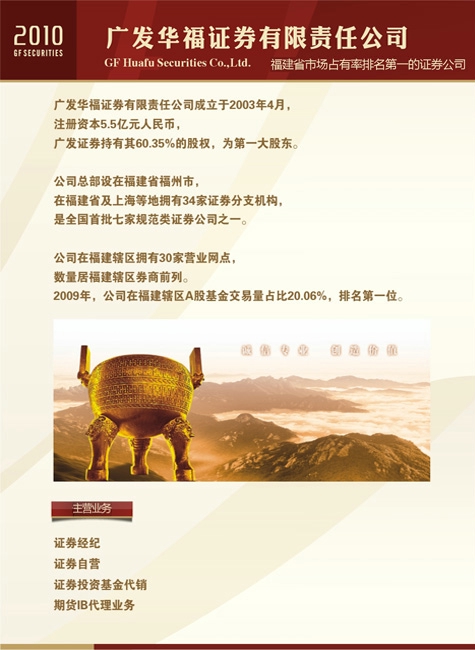 2010
GF SECURITIES
广发华福证券有限责任公司
GF Huafu Securities Co.,Ltd.
福建省市场占有率排名第一的证券公司
广发华福证券有限责任公司成立于2003年4月，
注册资本5.5亿元人民币，
广发证券持有其60.35%的股权，为第一大股东。
公司总部设在福建省福州市，
在福建省及上海等地拥有34家证券分支机构，
是全国首批七家规范类证券公司之一。
公司在福建辖区拥有30家营业网点，
数量居福建辖区券商前列。
2009年，公司在福建辖区A股基金交易量占比20.06%，排名第一位。
诚信专业 创造价值
主营业务
证券经纪
证券自营
证券投资基金代销
期货IB代理业务